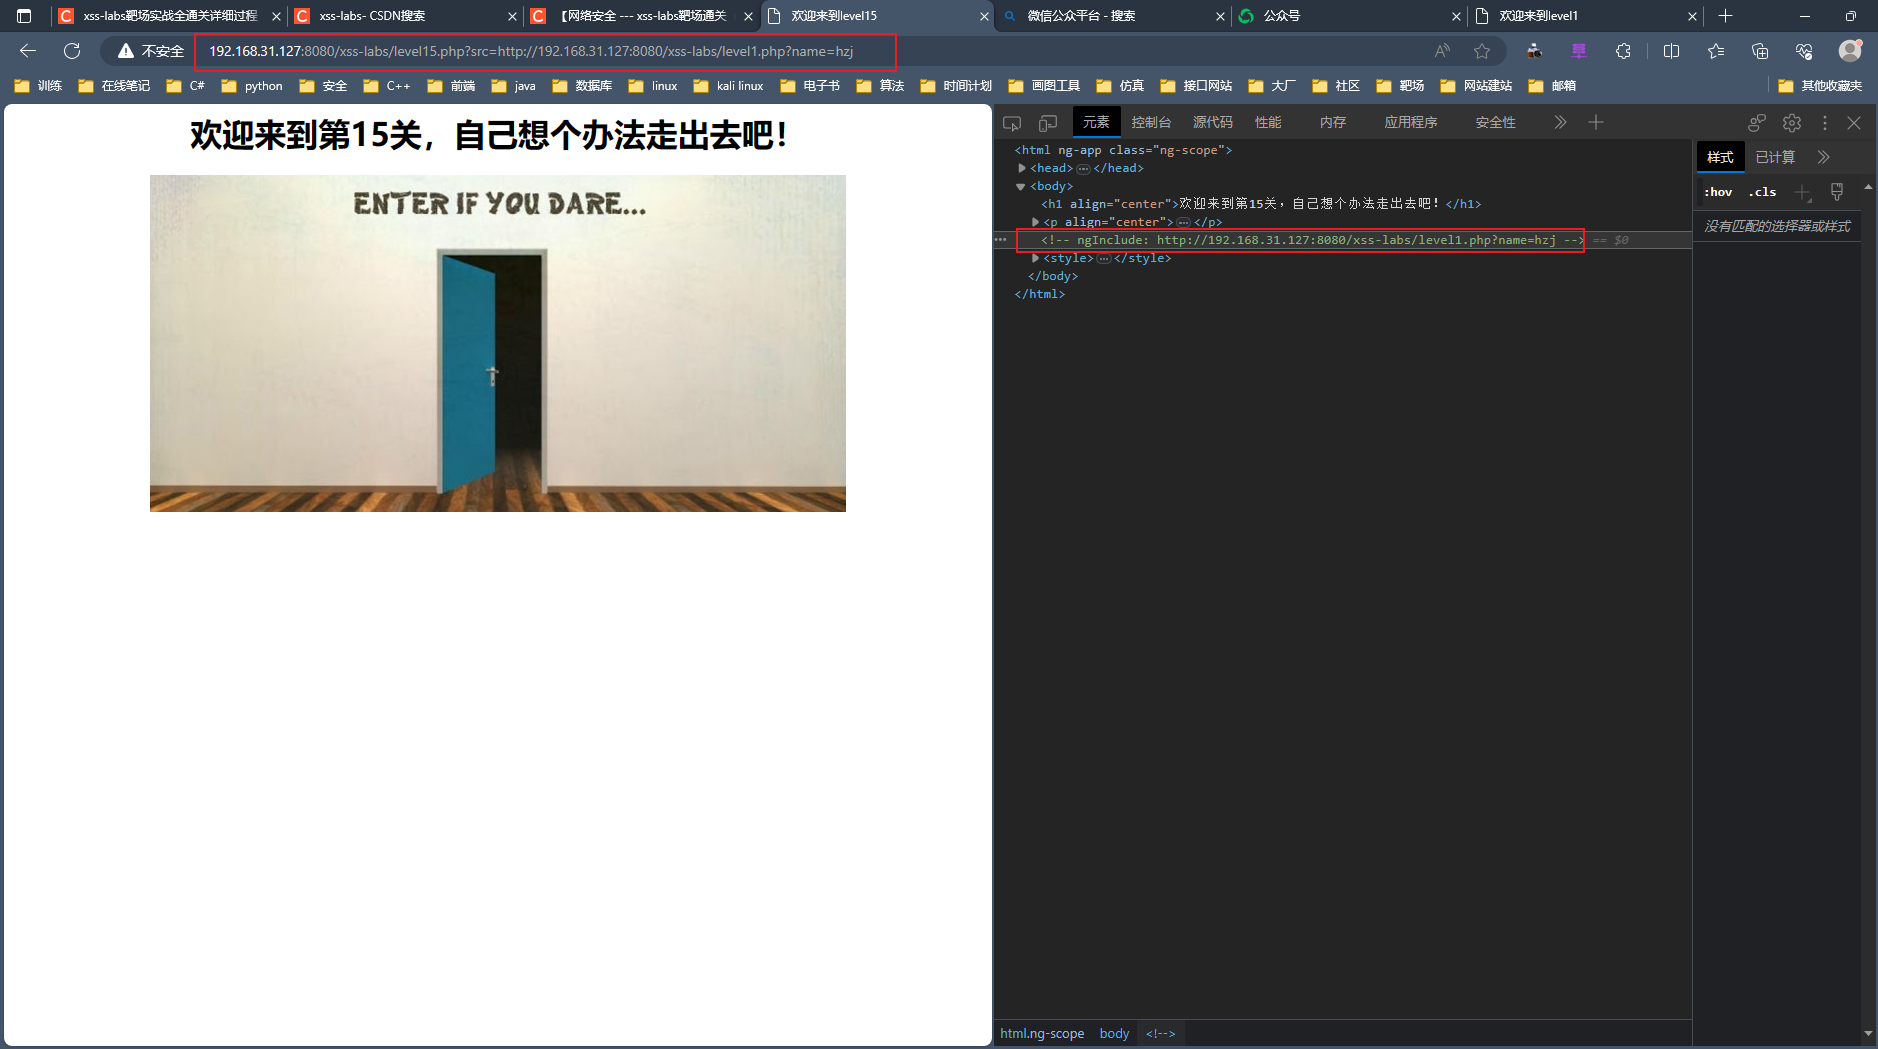 xss-labs靶场实战全通关详细过程
xss-labs- CSDN搜索
【网络安全 --- xss-labs靶场通关
欢迎来到level15
微信公众平台 - 搜索
公众号
欢迎来到level1
不安全
192.168.31.127:8080/xss-labs/level15.php?src=http://192.168.31.127:8080/xss-labs/level1.php?name=hzj
训练
在线笔记
C#
python
安全
C++
前端
java
数据库
linux
kali linux
电子书
算法
时间计划
画图工具
仿真
接口网站
大厂
社区
靶场
网站建站
邮箱
其他收藏夹
欢迎来到第15关，自己想个办法走出去吧！
ENTER IF YOU DARE...
元素
控制台
源代码
性能
内存
应用程序
安全性
<html ng-app class="ng-scope">
<head>…</head>
<body>
<h1 align="center">欢迎来到第15关，自己想个办法走出去吧！</h1>
<p align="center">…</p>
<!-- ngInclude: http://192.168.31.127:8080/xss-labs/level1.php?name=hzj --> == $0
<style>…</style>
</body>
</html>
样式
已计算
:hov
.cls
没有匹配的选择器或样式
html.ng-scope
body
<!-->